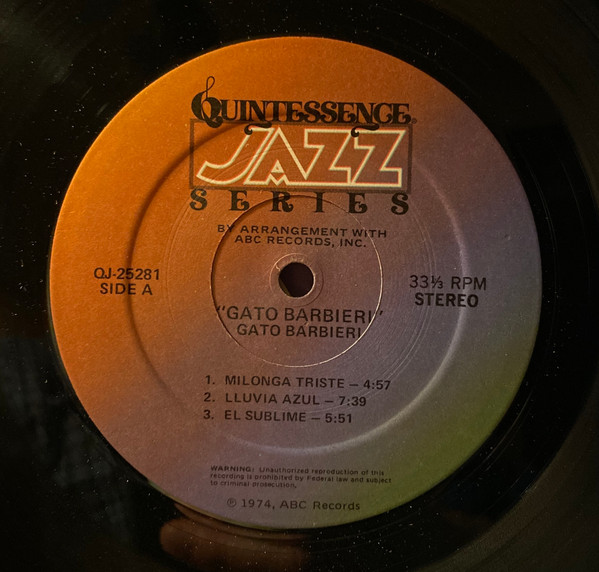 QUINTESSENCE
JAZZ
SERIES
BY ARRANGEMENT WITH
ABC RECORDS, INC.
QJ-25281
SIDE A
33⅓ RPM
STEREO
"GATO BARBIERI"
GATO BARBIERI
1. MILONGA TRISTE – 4:57
2. LLUVIA AZUL – 7:39
3. EL SUBLIME – 5:51
WARNING: Unauthorized reproduction of this
recording is prohibited by Federal law and subject
to criminal prosecution.
℗ 1974, ABC Records